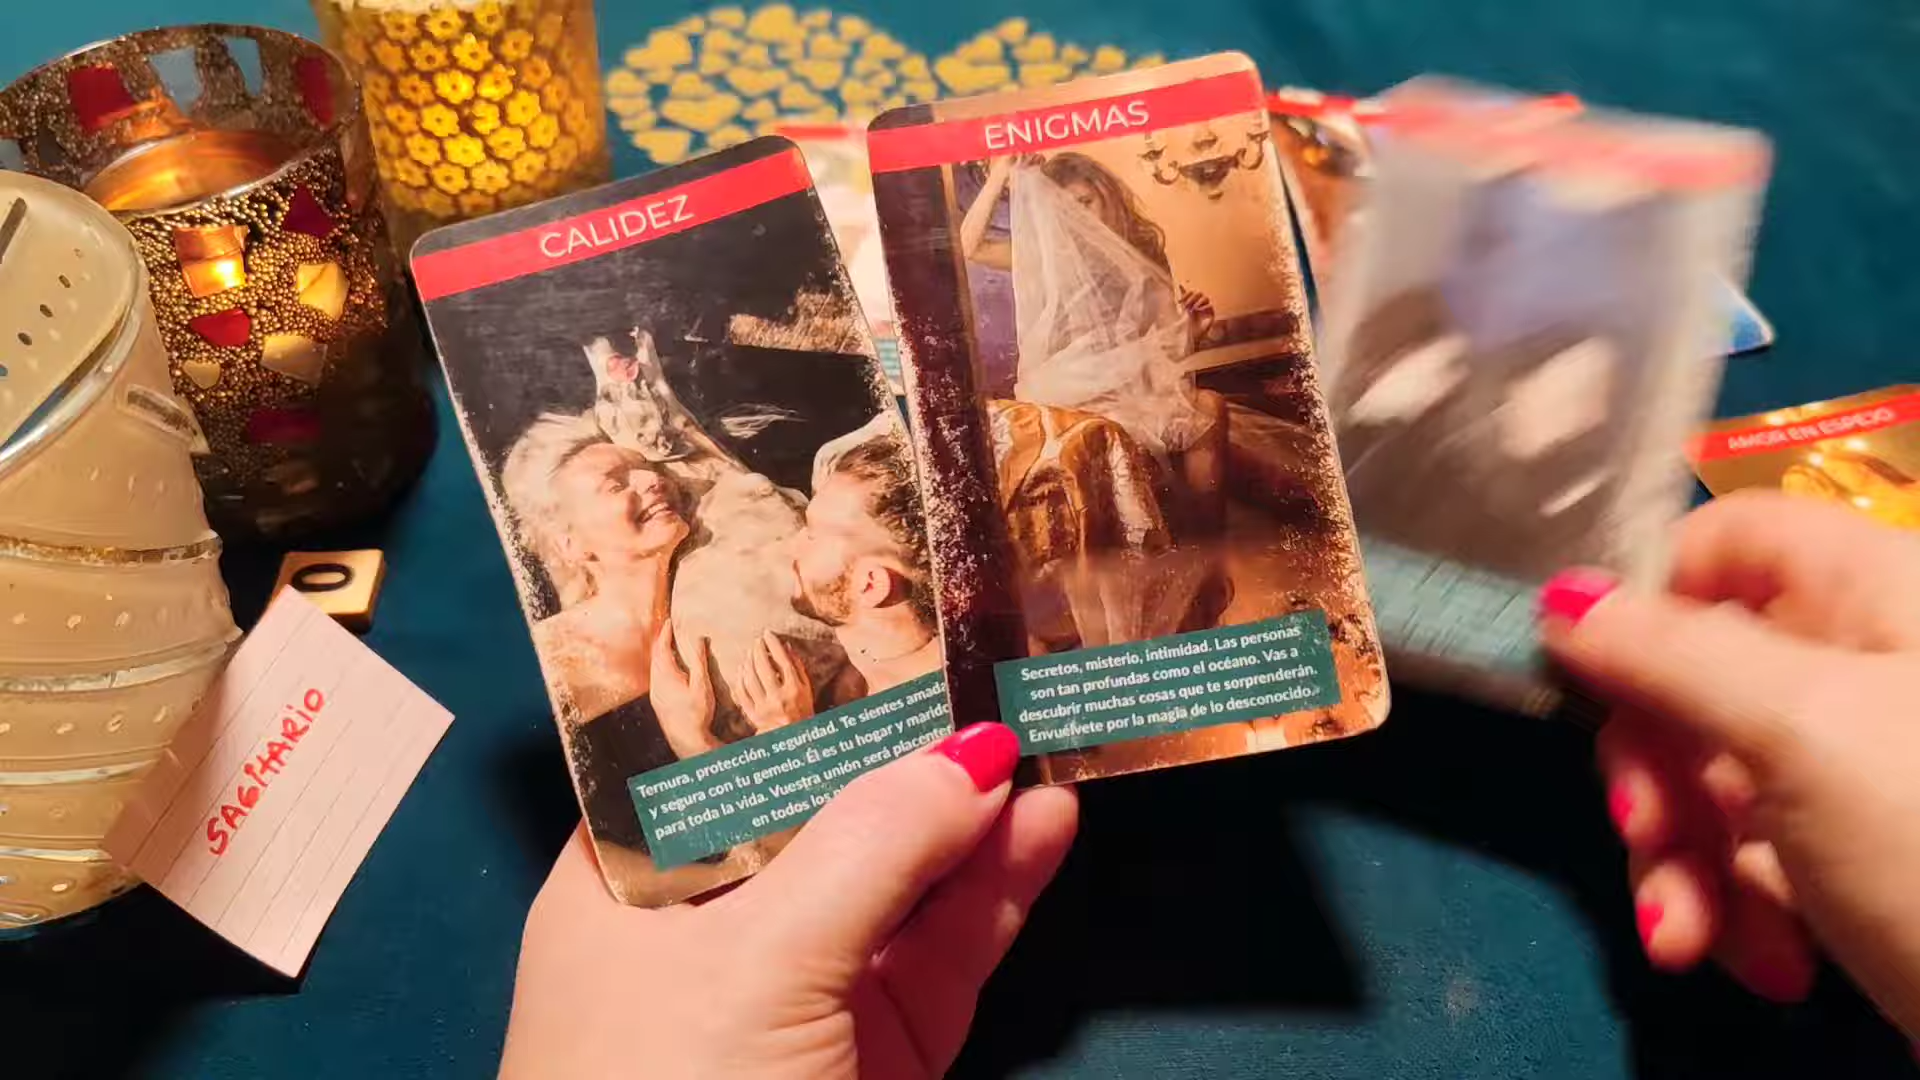 CALIDEZ
Ternura, protección, seguridad. Te sientes amada
y segura con tu gemelo. Él es tu hogar y marido
para toda la vida. Vuestra unión será placentera
en todos los
ENIGMAS
Secretos, misterio, intimidad. Las personas
son tan profundas como el océano. Vas a
descubrir muchas cosas que te sorprenderán.
Envuélvete por la magia de lo desconocido.
AMOR EN ESPEJO
O
SAGITARIO